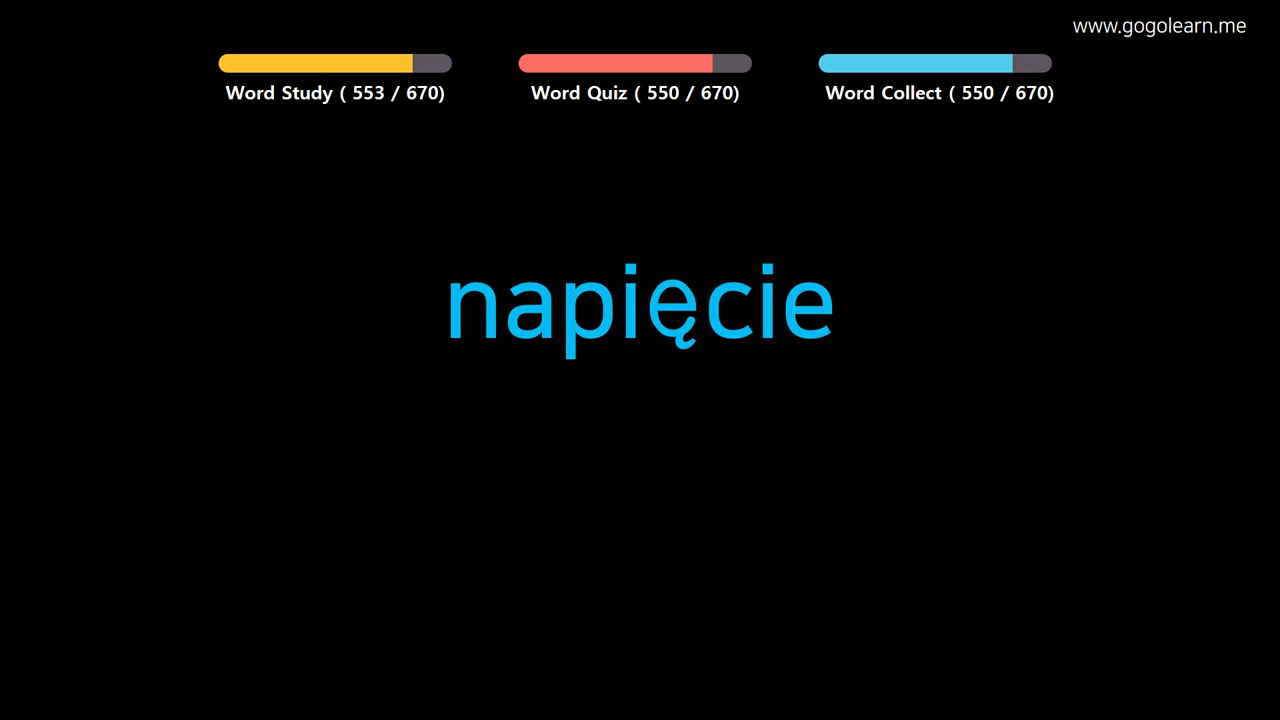 www.gogolearn.me
Word Study ( 553 / 670)
Word Quiz ( 550 / 670)
Word Collect ( 550 / 670)
napięcie